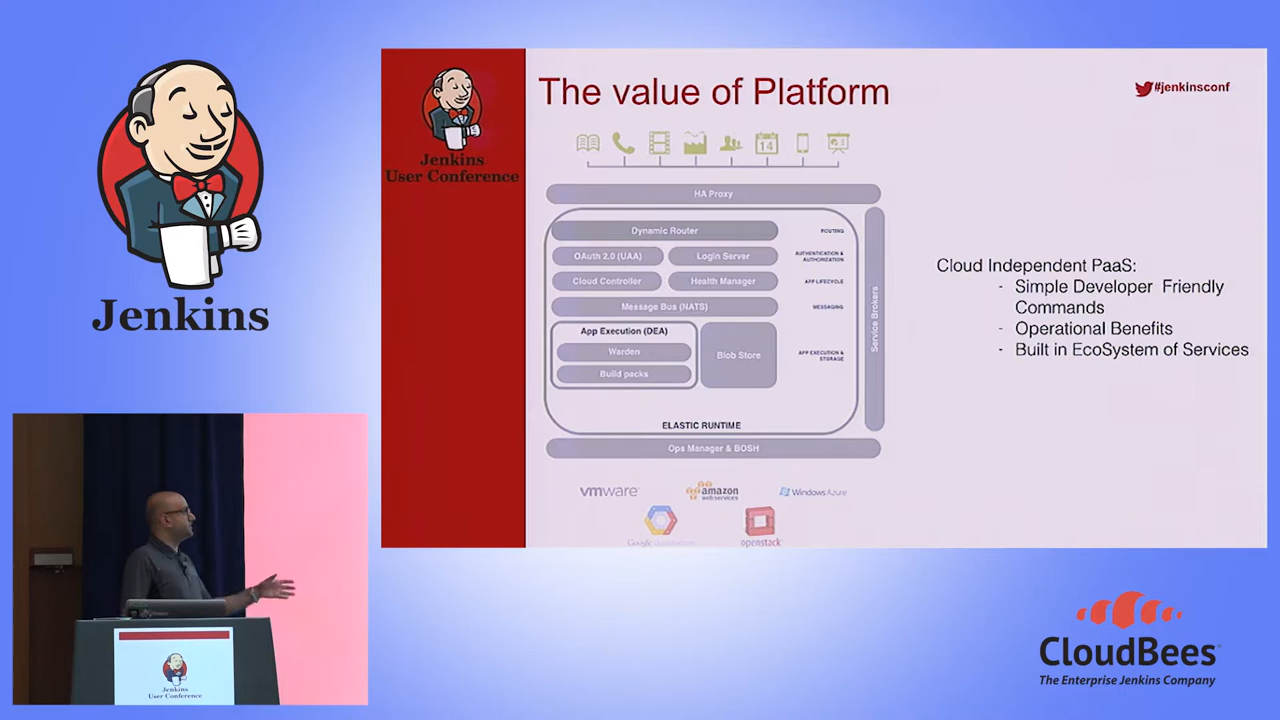 Jenkins
Jenkins
User Conference
The value of Platform
#jenkinsconf
14
HA Proxy
Dynamic Router
ROUTING
OAuth 2.0 (UAA)
Login Server
AUTHENTICATION &
AUTHORIZATION
Cloud Controller
Health Manager
APP LIFECYCLE
Message Bus (NATS)
MESSAGING
App Execution (DEA)
Warden
Build packs
Blob Store
APP EXECUTION &
STORAGE
Service Brokers
ELASTIC RUNTIME
Ops Manager & BOSH
vmware
amazon
web services
Windows Azure
Google
openstack
Cloud Independent PaaS:
- Simple Developer Friendly
Commands
- Operational Benefits
- Built in EcoSystem of Services
Jenkins
User Conference
CloudBees
The Enterprise Jenkins Company